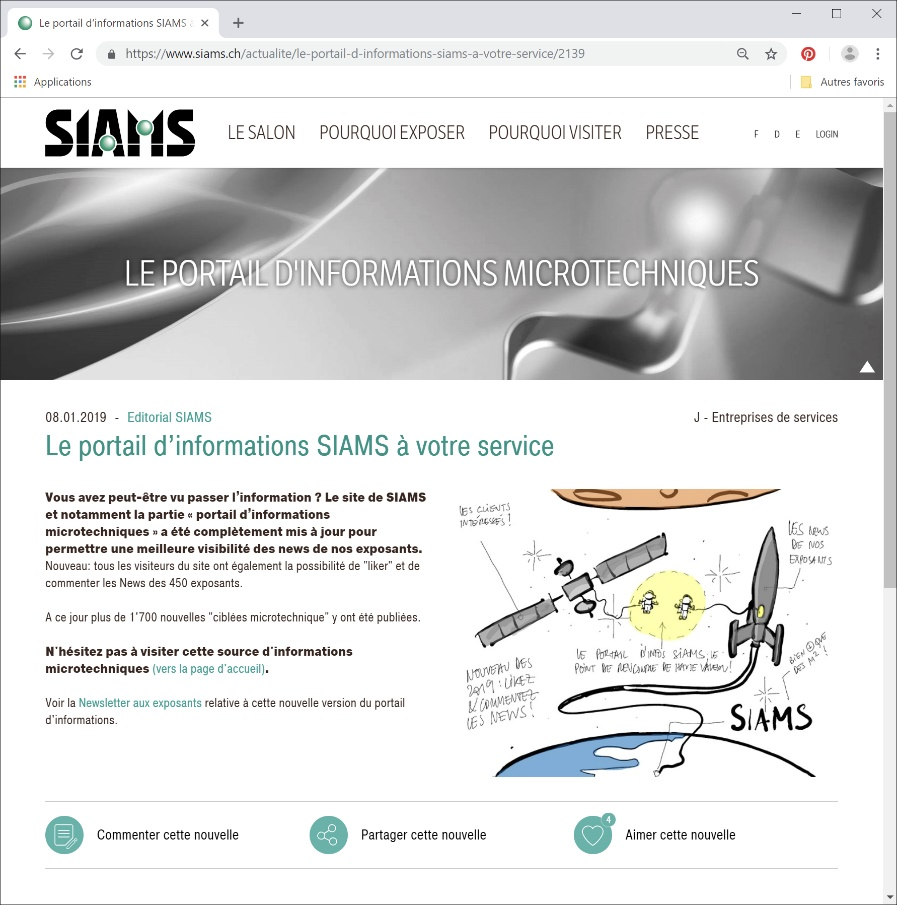 Le portail d'informations SIAMS à
https://www.siams.ch/actualite/le-portail-d-informations-siams-a-votre-service/2139
Applications
Autres favoris
SIAMS
LE SALON
POURQUOI EXPOSER
POURQUOI VISITER
PRESSE
F D E LOGIN
LE PORTAIL D'INFORMATIONS MICROTECHNIQUES
08.01.2019 - Editorial SIAMS
J - Entreprises de services
Le portail d'informations SIAMS à votre service
Vous avez peut-être vu passer l'information ? Le site de SIAMS
et notamment la partie « portail d'informations
microtechniques » a été complètement mis à jour pour
permettre une meilleure visibilité des news de nos exposants.
Nouveau: tous les visiteurs du site ont également la possibilité de "liker" et de
commenter les News des 450 exposants.
A ce jour plus de 1'700 nouvelles "ciblées microtechnique" y ont été publiées.
N'hésitez pas à visiter cette source d'informations
microtechniques (vers la page d'accueil).
Voir la Newsletter aux exposants relative à cette nouvelle version du portail
d'informations.
LES CLIENTS
INTÉRESSÉS !
LES NEWS
DE NOS
EXPOSANTS
LE PORTAIL D'INFOS SIAMS, LE
POINT DE RENCONTRE DE HAUTE VALEUR !
NOUVEAU DÈS
2019 : LIKEZ
& COMMENTEZ
LES NEWS !
BIEN QUE
DES M2 !
SIAMS
Commenter cette nouvelle
Partager cette nouvelle
4
Aimer cette nouvelle